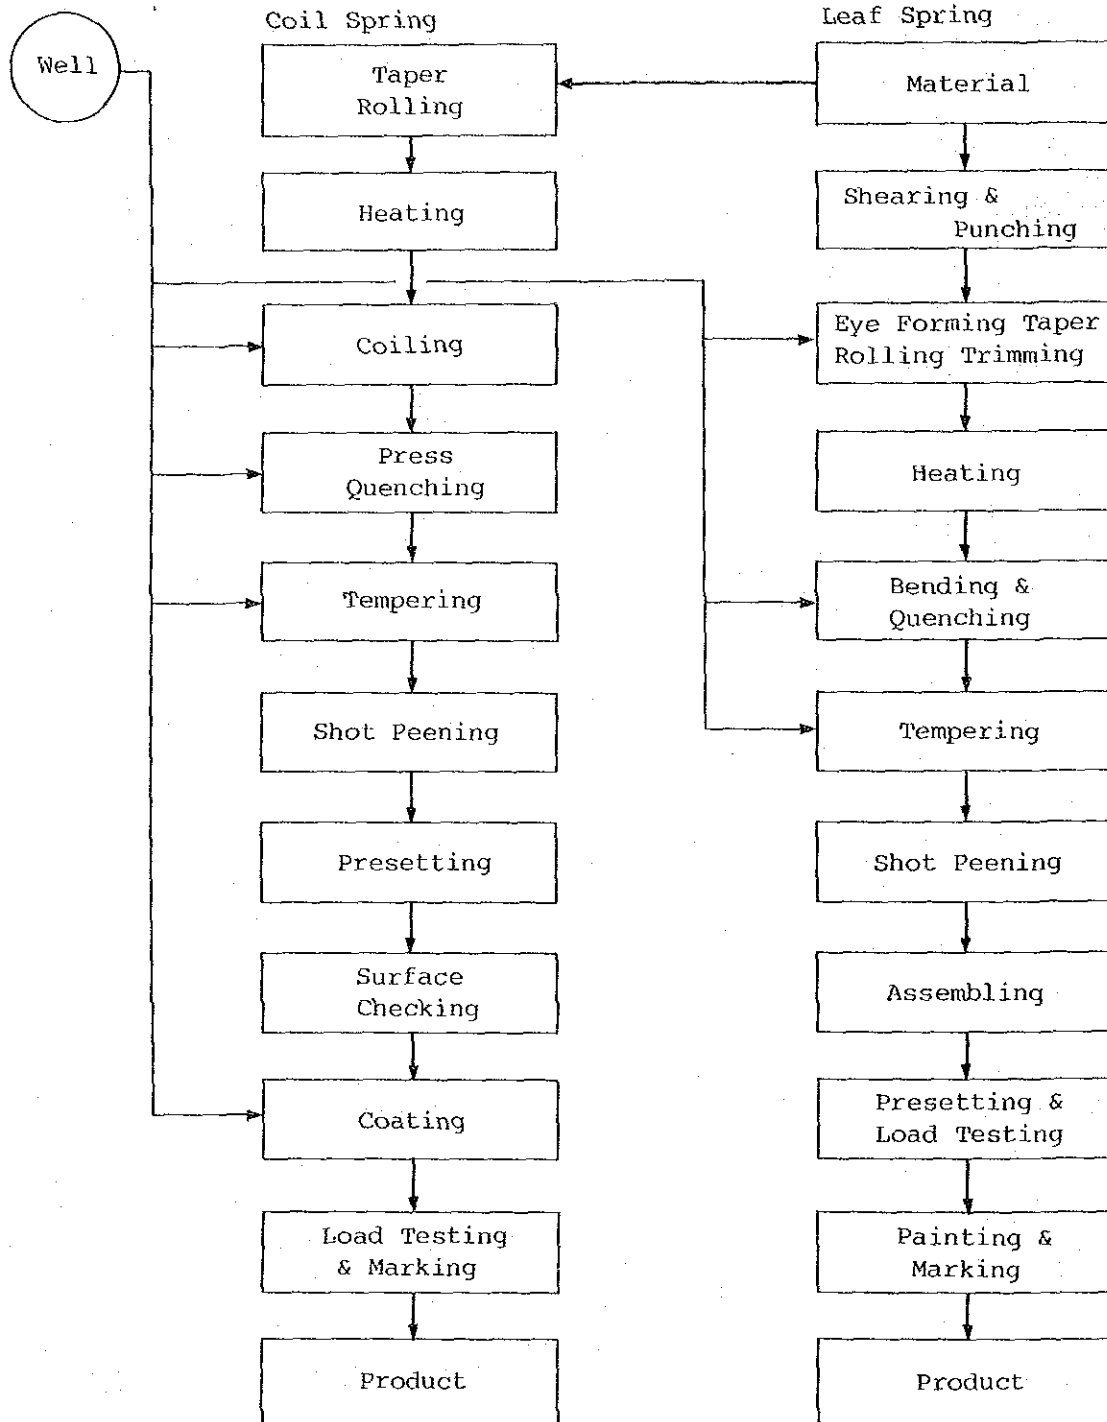 Well
Coil Spring
Taper
Rolling
Heating
Coiling
Press
Quenching
Tempering
Shot Peening
Presetting
Surface
Checking
Coating
Load Testing
& Marking
Product
Leaf Spring
Material
Shearing &
Punching
Eye Forming Taper
Rolling Trimming
Heating
Bending &
Quenching
Tempering
Shot Peening
Assembling
Presetting &
Load Testing
Painting &
Marking
Product